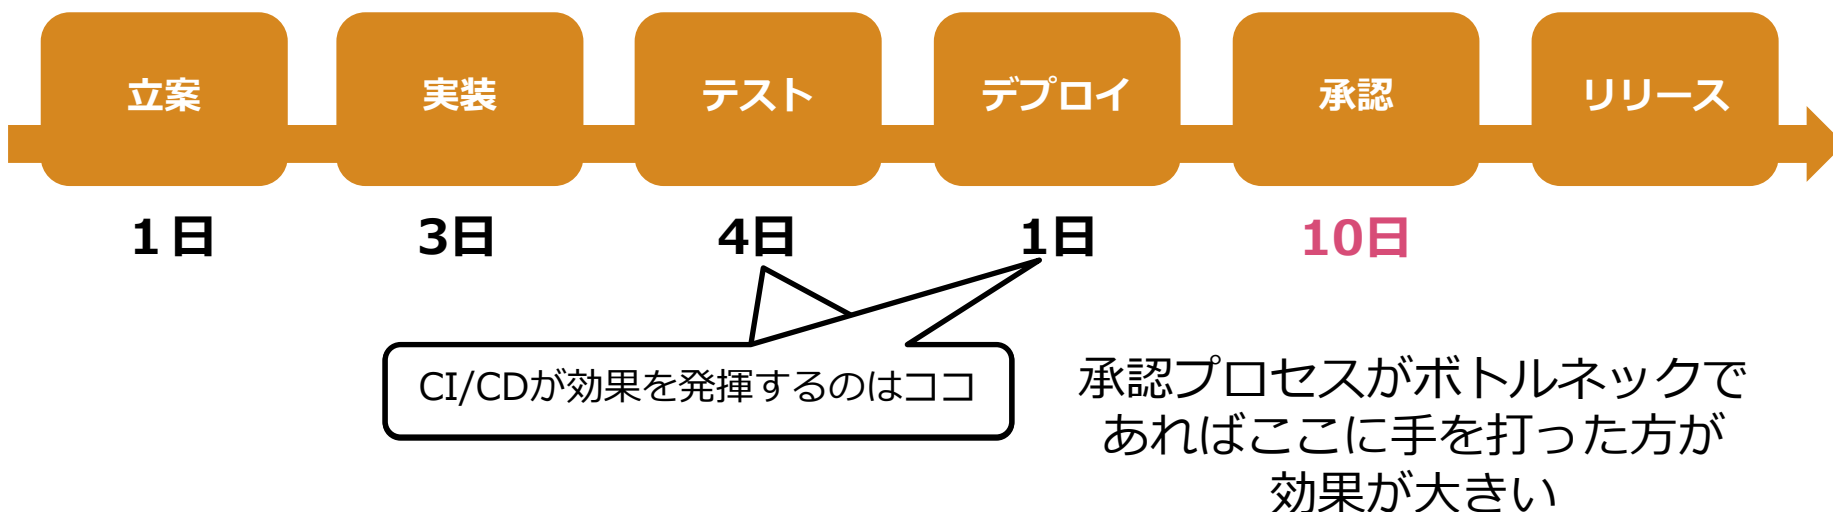 立案
実装
テスト
デプロイ
承認
リリース
1日
3日
4日
1日
10日
CI/CDが効果を発揮するのはココ
承認プロセスがボトルネックで
あればここに手を打った方が
効果が大きい